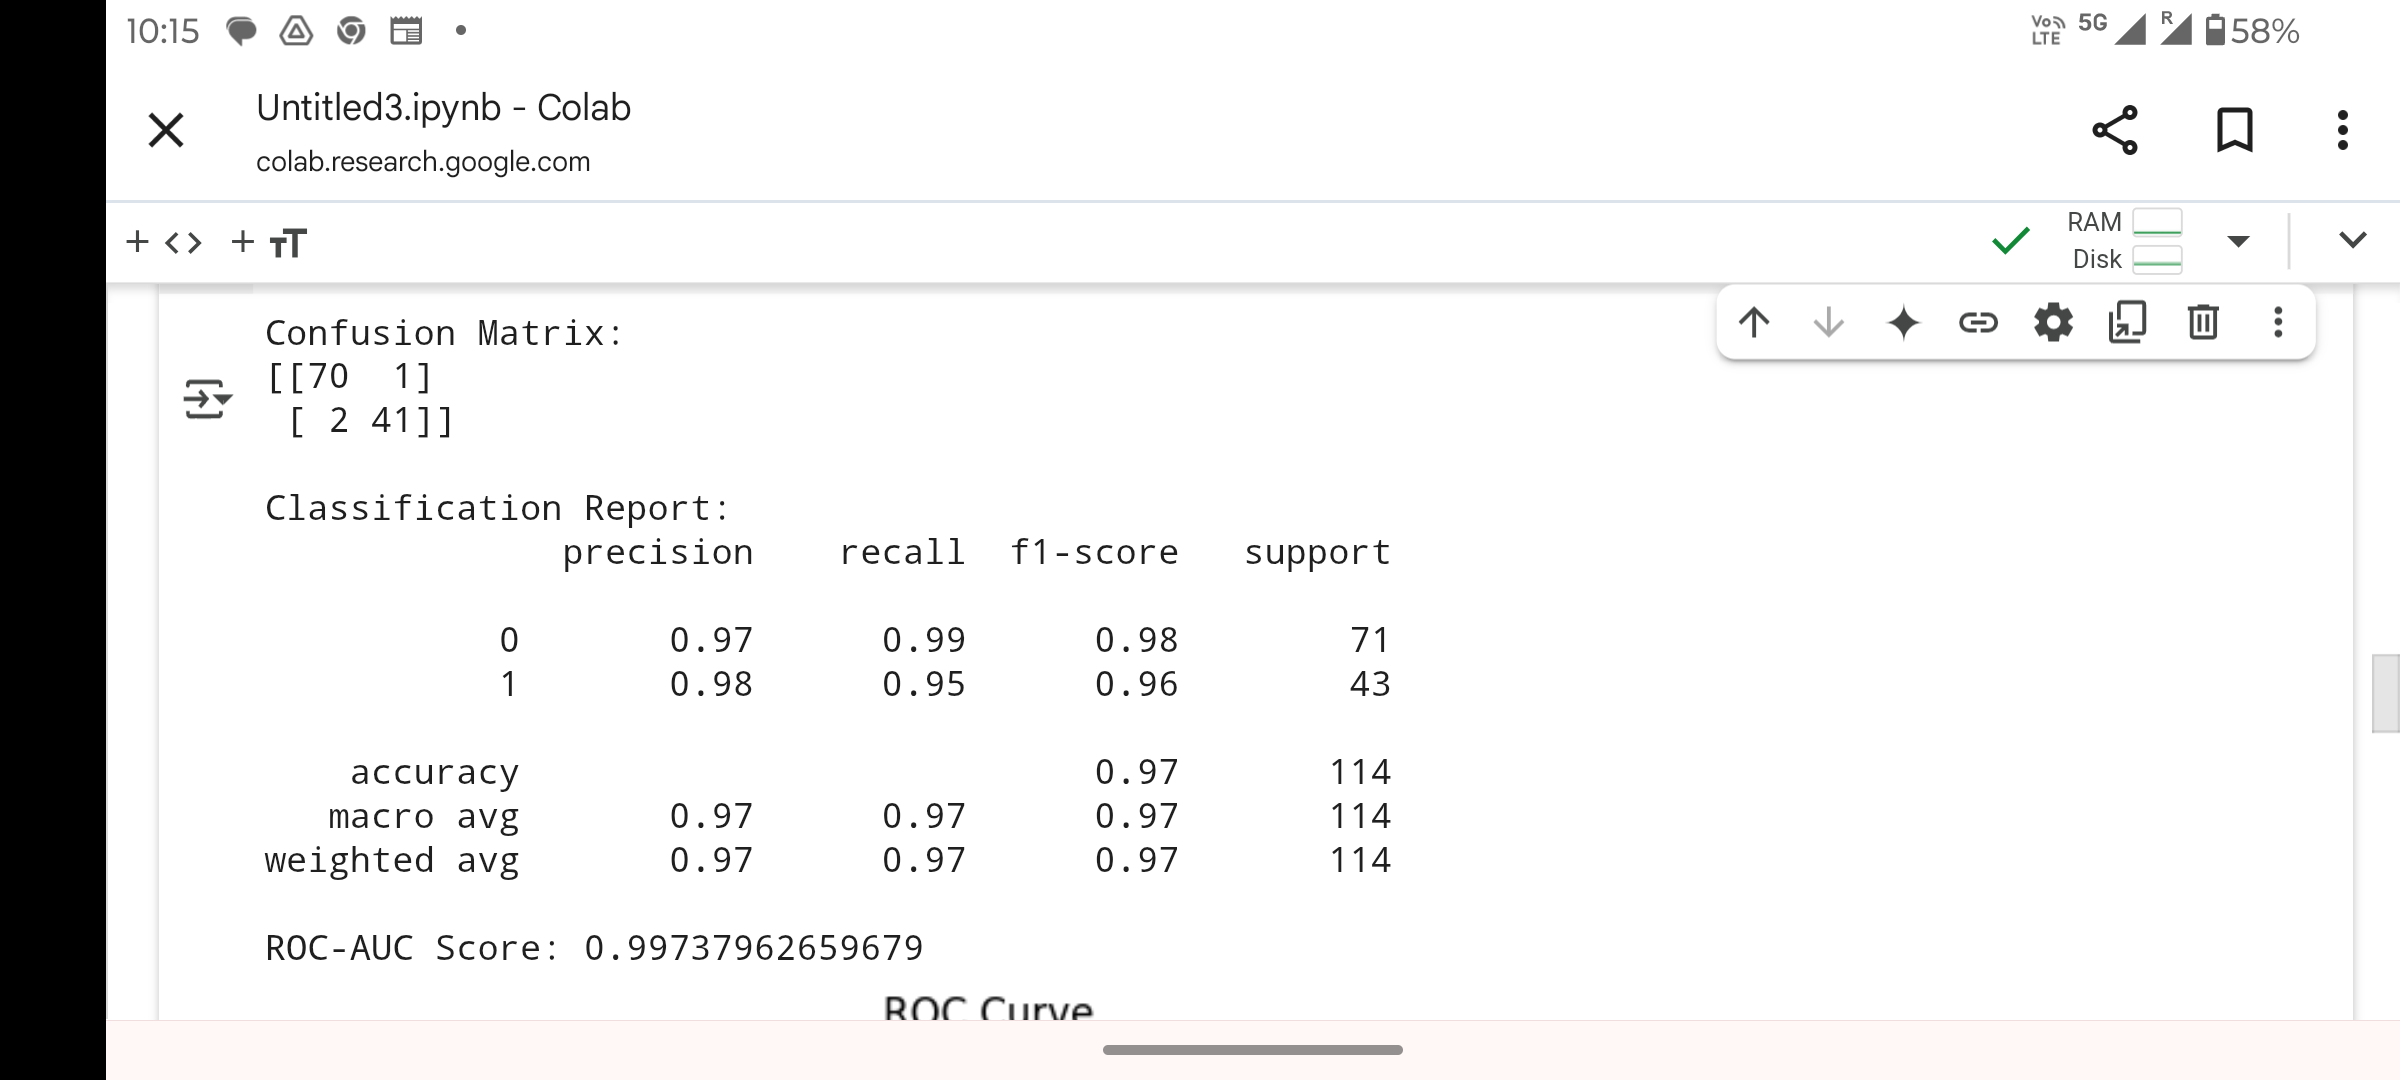 10:15 VoLTE 5G R 58%
Untitled3.ipynb - Colab
colab.research.google.com
+ <> + TT RAM
Disk
Confusion Matrix:
[[70  1]
 [ 2 41]]
Classification Report:
              precision    recall  f1-score   support
           0       0.97      0.99      0.98        71
           1       0.98      0.95      0.96        43
    accuracy                           0.97       114
   macro avg       0.97      0.97      0.97       114
weighted avg       0.97      0.97      0.97       114
ROC-AUC Score: 0.99737962659679
ROC Curve